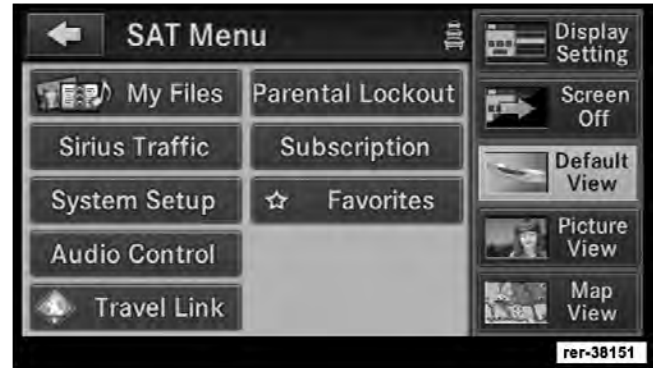 SAT Menu
My Files
Parental Lockout
Sirius Traffic
Subscription
System Setup
Favorites
Audio Control
Travel Link
Display
Setting
Screen
Off
Default
View
Picture
View
Map
View
rer-38151